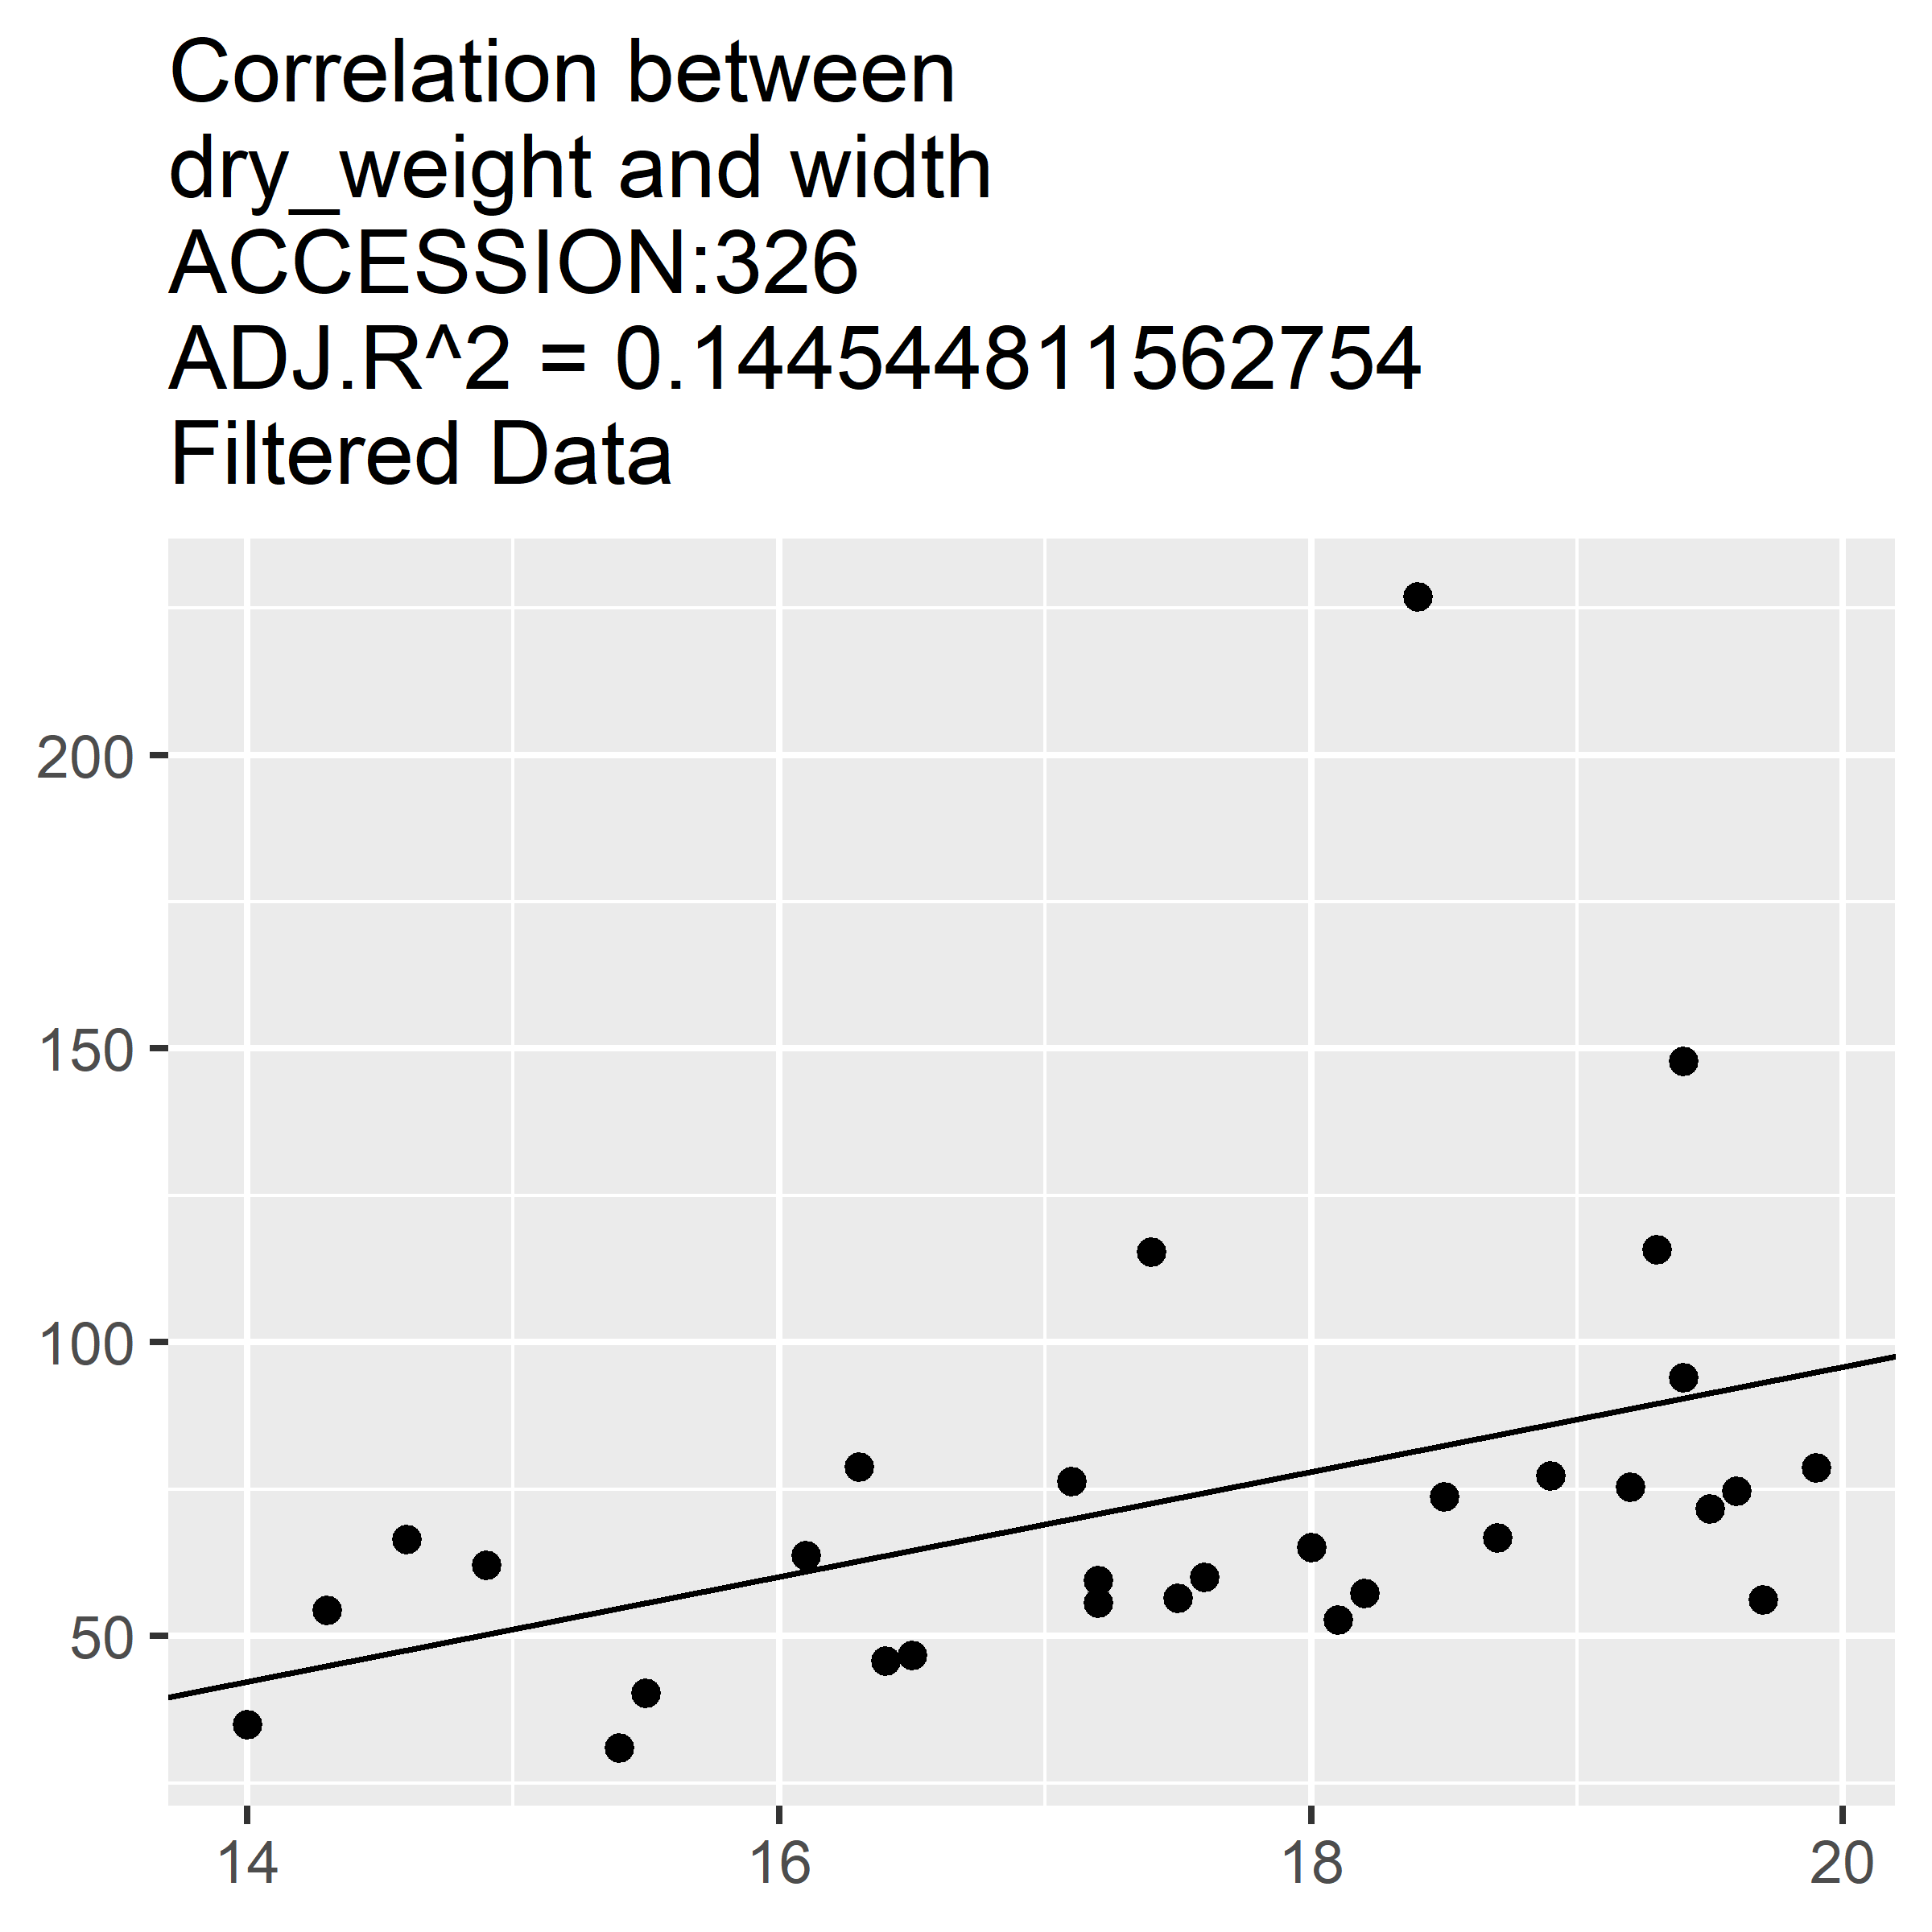 Correlation between
dry_weight and width
ACCESSION:326
ADJ.R^2 = 0.144544811562754
Filtered Data
200
150
100
50
14 16 18 20